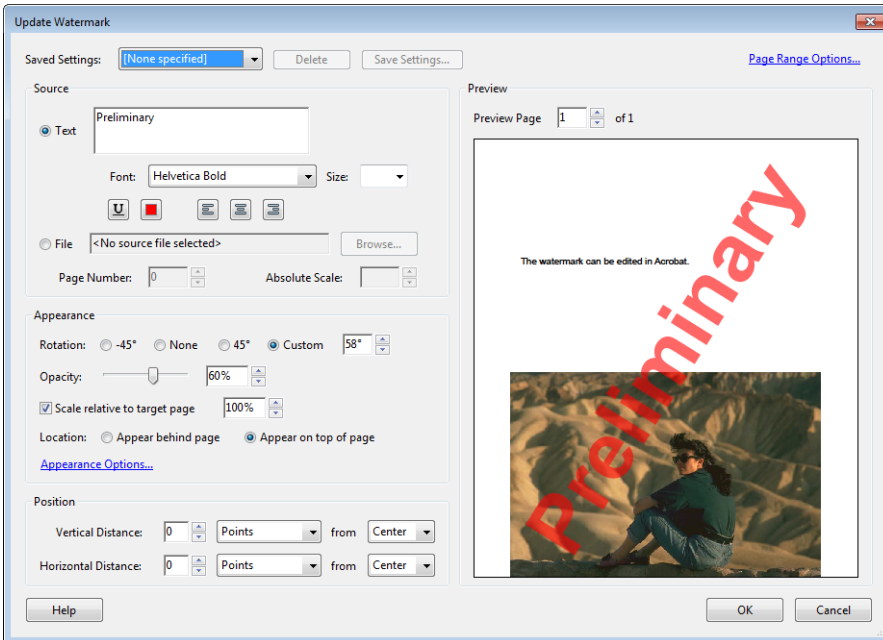 Update Watermark
Saved Settings: [None specified] Delete Save Settings... Page Range Options...
Source
Text Preliminary
Font: Helvetica Bold Size:
U
File <No source file selected> Browse...
Page Number: 0 Absolute Scale:
Appearance
Rotation: -45° None 45° Custom 58°
Opacity: 60%
Scale relative to target page 100%
Location: Appear behind page Appear on top of page
Appearance Options...
Position
Vertical Distance: 0 Points from Center
Horizontal Distance: 0 Points from Center
Preview
Preview Page 1 of 1
The watermark can be edited in Acrobat.
Preliminary
Help OK Cancel